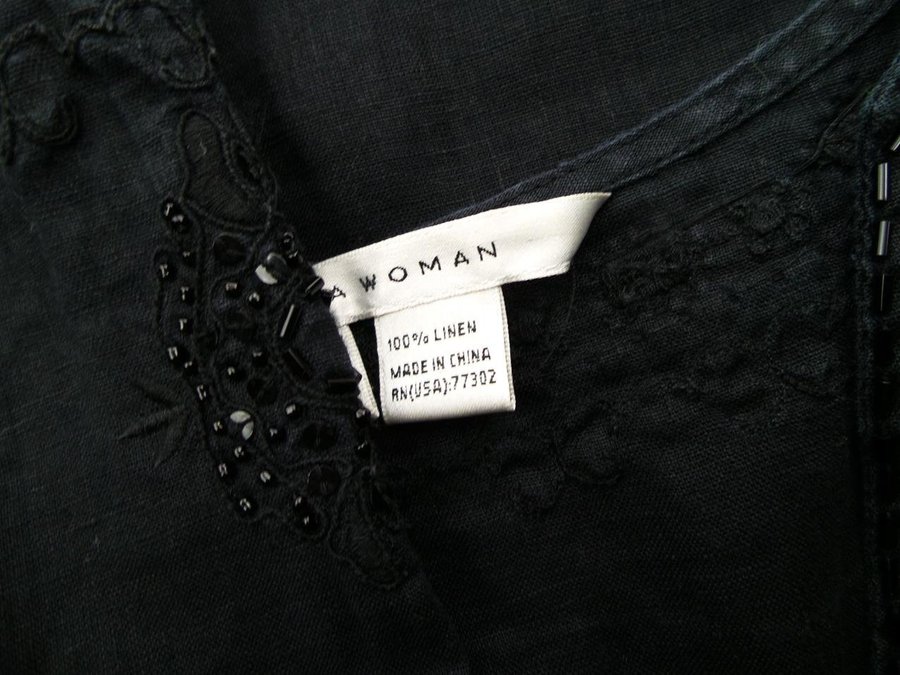 A WOMAN
100% LINEN
MADE IN CHINA
RN(USA):77302